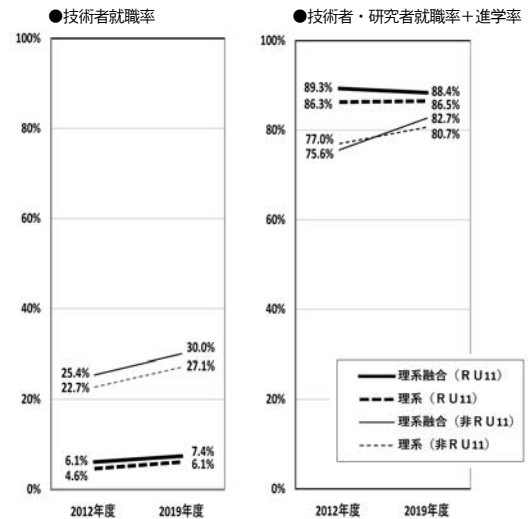 ●技術者就職率
100%
80%
60%
40%
20%
0%
25.4%
22.7%
30.0%
27.1%
6.1%
4.6%
7.4%
6.1%
2012年度
2019年度
●技術者・研究者就職率＋進学率
100%
80%
60%
40%
20%
0%
89.3%
86.3%
88.4%
86.5%
82.7%
80.7%
77.0%
75.6%
理系融合（ＲＵ11）
理系（ＲＵ11）
理系融合（非ＲＵ11）
理系（非ＲＵ11）
2012年度
2019年度